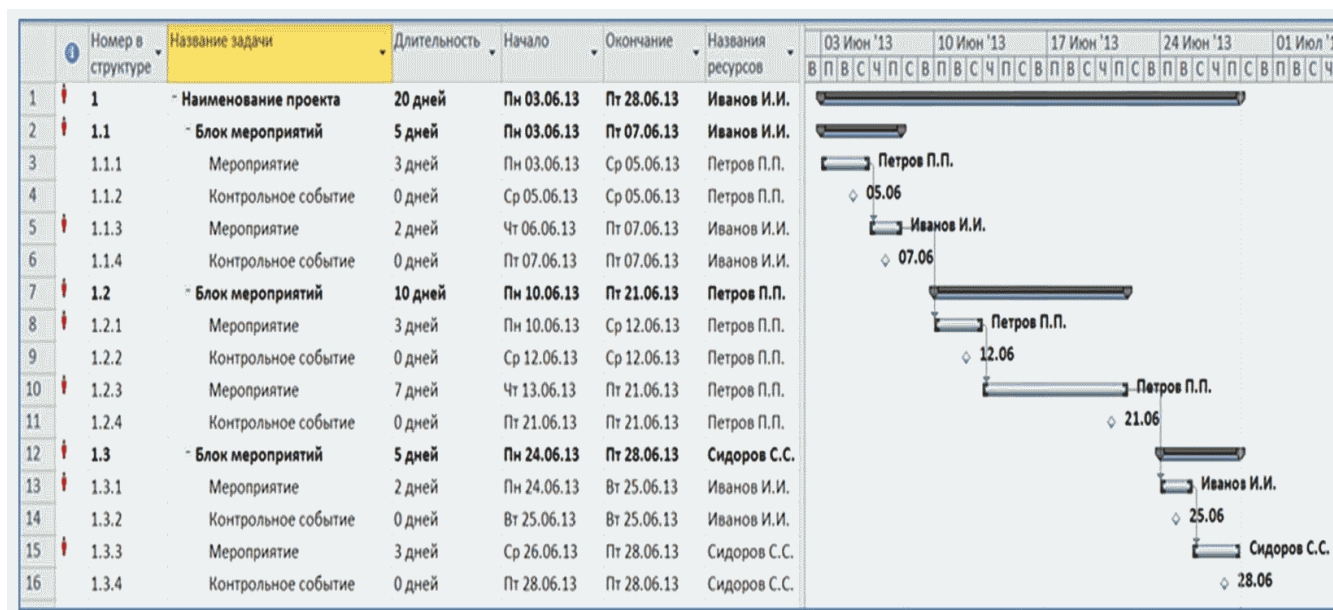 Номер в структуре Название задачи Длительность Начало Окончание Названия ресурсов 03 Июн '13 10 Июн '13 17 Июн '13 24 Июн '13 01 Июл '1
В П В С Ч П С В П В С Ч П С В П В С Ч П С В П В С Ч П С В П В С Ч
1 1 Наименование проекта 20 дней Пн 03.06.13 Пт 28.06.13 Иванов И.И.
2 1.1 Блок мероприятий 5 дней Пн 03.06.13 Пт 07.06.13 Иванов И.И.
3 1.1.1 Мероприятие 3 дней Пн 03.06.13 Ср 05.06.13 Петров П.П. Петров П.П.
4 1.1.2 Контрольное событие 0 дней Ср 05.06.13 Ср 05.06.13 Петров П.П. 05.06
5 1.1.3 Мероприятие 2 дней Чт 06.06.13 Пт 07.06.13 Иванов И.И. Иванов И.И.
6 1.1.4 Контрольное событие 0 дней Пт 07.06.13 Пт 07.06.13 Иванов И.И. 07.06
7 1.2 Блок мероприятий 10 дней Пн 10.06.13 Пт 21.06.13 Петров П.П.
8 1.2.1 Мероприятие 3 дней Пн 10.06.13 Ср 12.06.13 Петров П.П. Петров П.П.
9 1.2.2 Контрольное событие 0 дней Ср 12.06.13 Ср 12.06.13 Петров П.П. 12.06
10 1.2.3 Мероприятие 7 дней Чт 13.06.13 Пт 21.06.13 Петров П.П. Петров П.П.
11 1.2.4 Контрольное событие 0 дней Пт 21.06.13 Пт 21.06.13 Петров П.П. 21.06
12 1.3 Блок мероприятий 5 дней Пн 24.06.13 Пт 28.06.13 Сидоров С.С.
13 1.3.1 Мероприятие 2 дней Пн 24.06.13 Вт 25.06.13 Иванов И.И. Иванов И.И.
14 1.3.2 Контрольное событие 0 дней Вт 25.06.13 Вт 25.06.13 Иванов И.И. 25.06
15 1.3.3 Мероприятие 3 дней Ср 26.06.13 Пт 28.06.13 Сидоров С.С. Сидоров С.С.
16 1.3.4 Контрольное событие 0 дней Пт 28.06.13 Пт 28.06.13 Сидоров С.С. 28.06